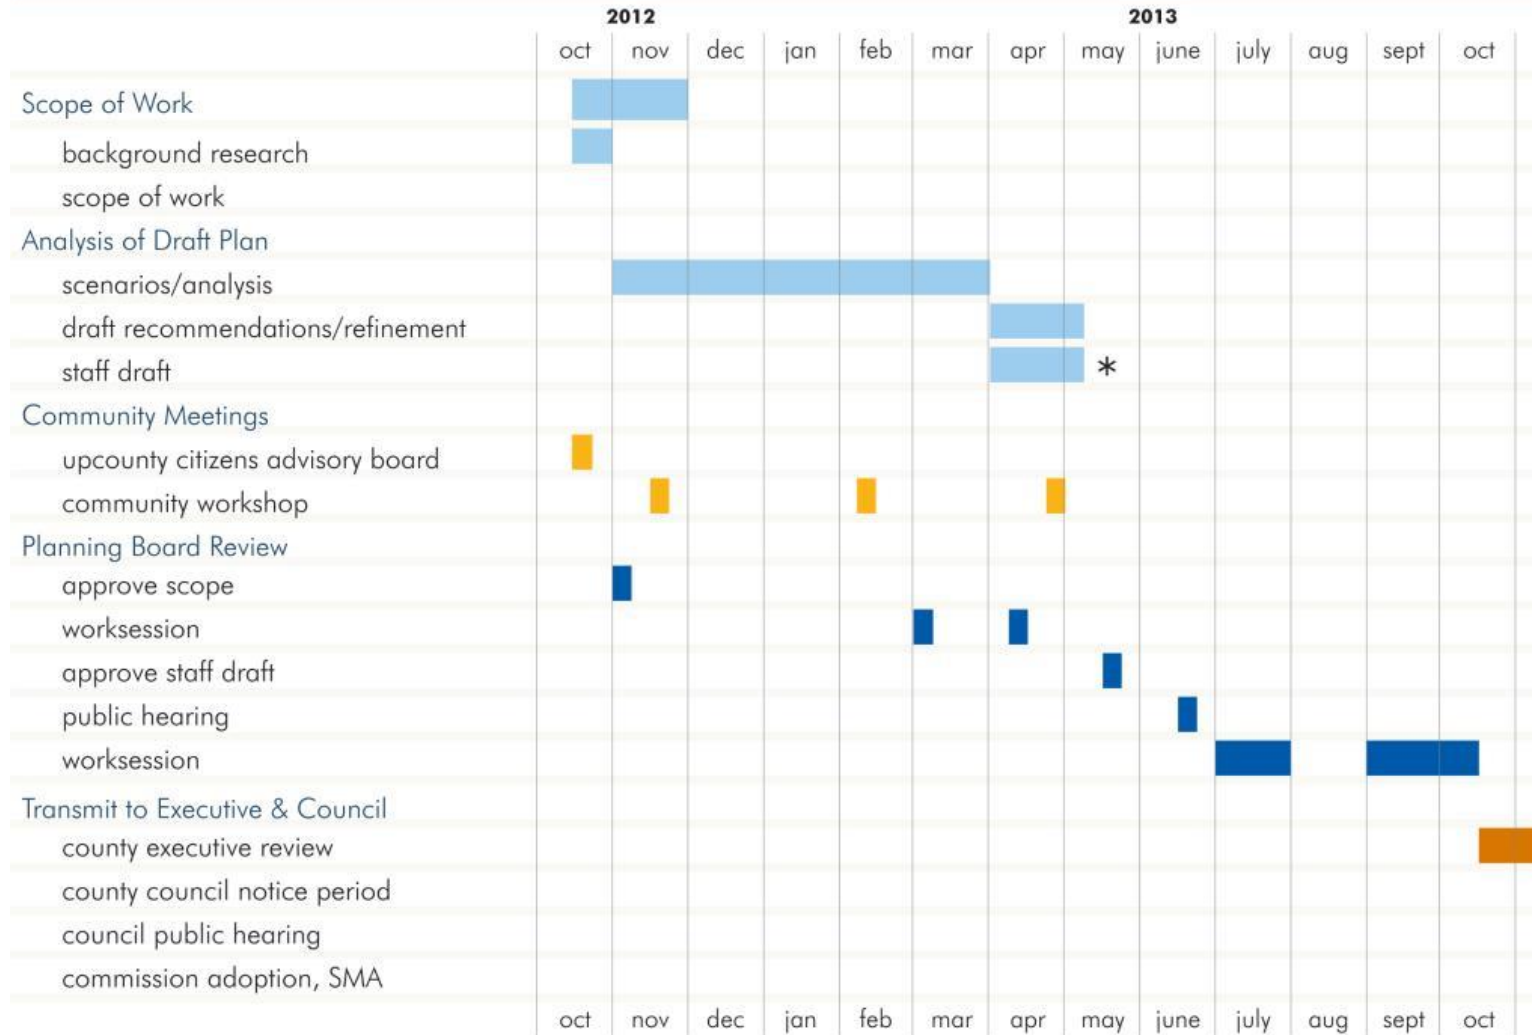 2012 2013
oct nov dec jan feb mar apr may june july aug sept oct
Scope of Work
background research
scope of work
Analysis of Draft Plan
scenarios/analysis
draft recommendations/refinement
staff draft *
Community Meetings
upcounty citizens advisory board
community workshop
Planning Board Review
approve scope
worksession
approve staff draft
public hearing
worksession
Transmit to Executive & Council
county executive review
county council notice period
council public hearing
commission adoption, SMA
oct nov dec jan feb mar apr may june july aug sept oct